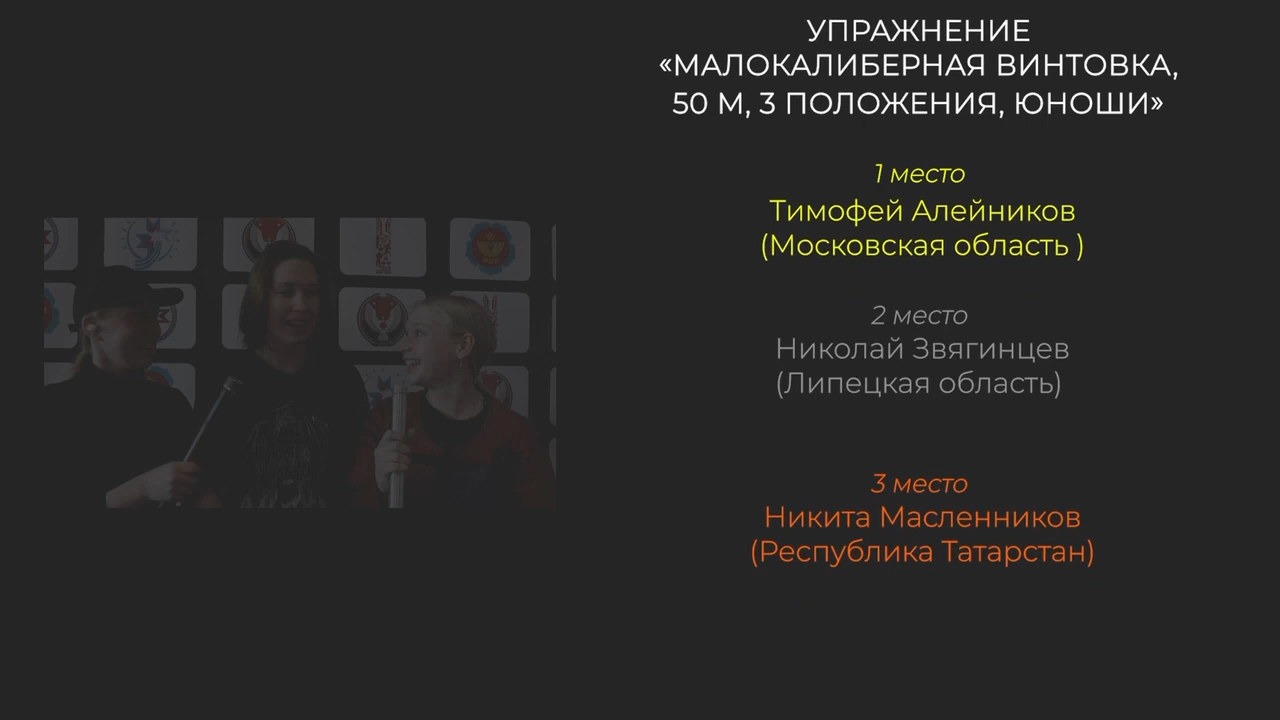 УПРАЖНЕНИЕ
«МАЛОКАЛИБЕРНАЯ ВИНТОВКА,
50 М, 3 ПОЛОЖЕНИЯ, ЮНОШИ»
1 место
Тимофей Алейников
(Московская область )
2 место
Николай Звягинцев
(Липецкая область)
3 место
Никита Масленников
(Республика Татарстан)